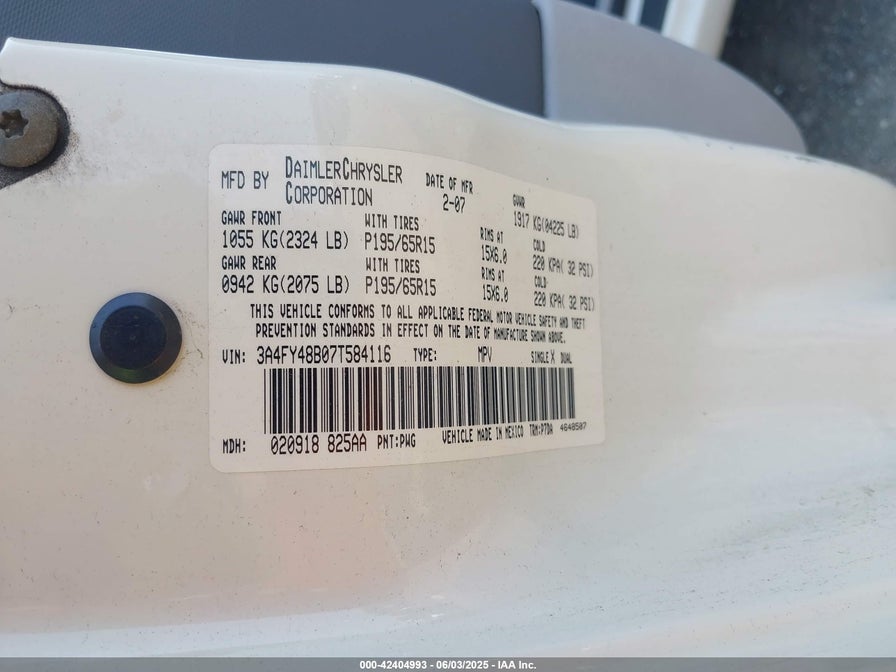 MFD BY DAIMLERCHRYSLER CORPORATION DATE OF MFR 2-07 GVWR 1917 KG(04225 LB)
GAWR FRONT WITH TIRES RIMS AT COLD
1055 KG(2324 LB) P195/65R15 15X6.0 220 KPA( 32 PSI)
GAWR REAR WITH TIRES RIMS AT COLD
0942 KG(2075 LB) P195/65R15 15X6.0 220 KPA( 32 PSI)
THIS VEHICLE CONFORMS TO ALL APPLICABLE FEDERAL MOTOR VEHICLE SAFETY AND THEFT
PREVENTION STANDARDS IN EFFECT ON THE DATE OF MANUFACTURE SHOWN ABOVE.
VIN: 3A4FY48B07T584116 TYPE: MPV SINGLE X DUAL
MDH: 020918 825AA PNT:PWG VEHICLE MADE IN MEXICO TRM:PTDA 4648507
000-42404993 - 06/03/2025 - IAA Inc.